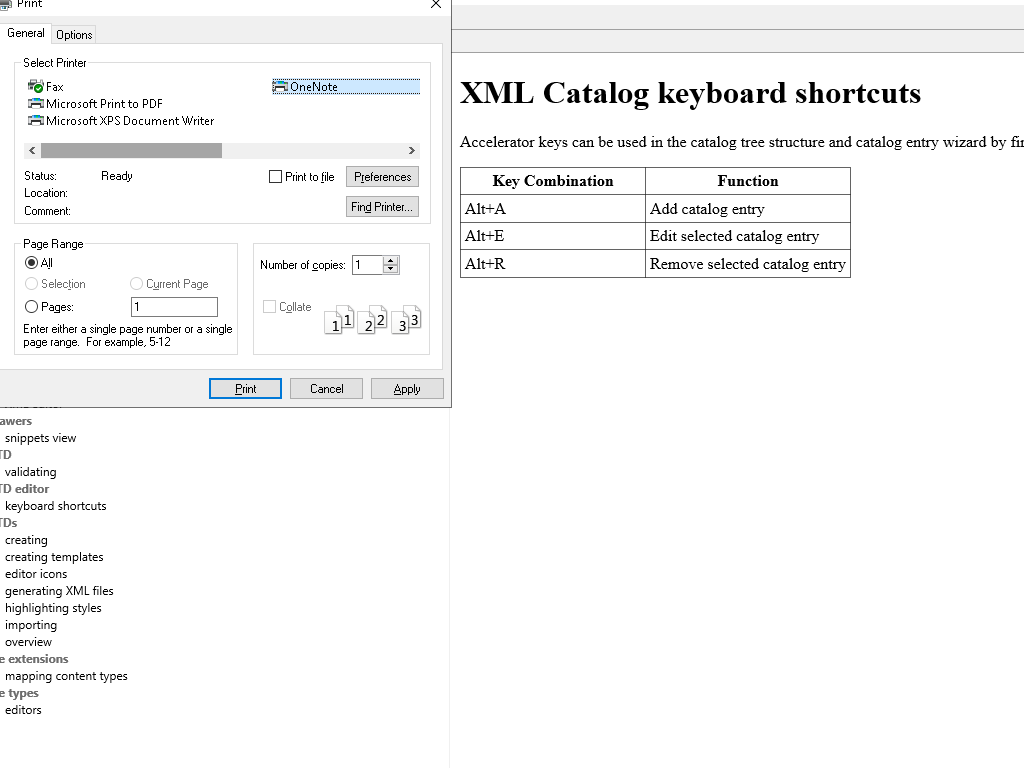 Print
General
Options
Select Printer
Fax
OneNote
Microsoft Print to PDF
Microsoft XPS Document Writer
Status:
Ready
Print to file
Preferences
Location:
Comment:
Find Printer...
Page Range
All
Selection
Current Page
Pages:
1
Enter either a single page number or a single
page range. For example, 5-12
Number of copies:
1
Collate
1 1 2 2 3 3
Print
Cancel
Apply
awers
snippets view
TD
validating
TD editor
keyboard shortcuts
TDs
creating
creating templates
editor icons
generating XML files
highlighting styles
importing
overview
e extensions
mapping content types
e types
editors
XML Catalog keyboard shortcuts
Accelerator keys can be used in the catalog tree structure and catalog entry wizard by fir
Key Combination
Function
Alt+A
Add catalog entry
Alt+E
Edit selected catalog entry
Alt+R
Remove selected catalog entry